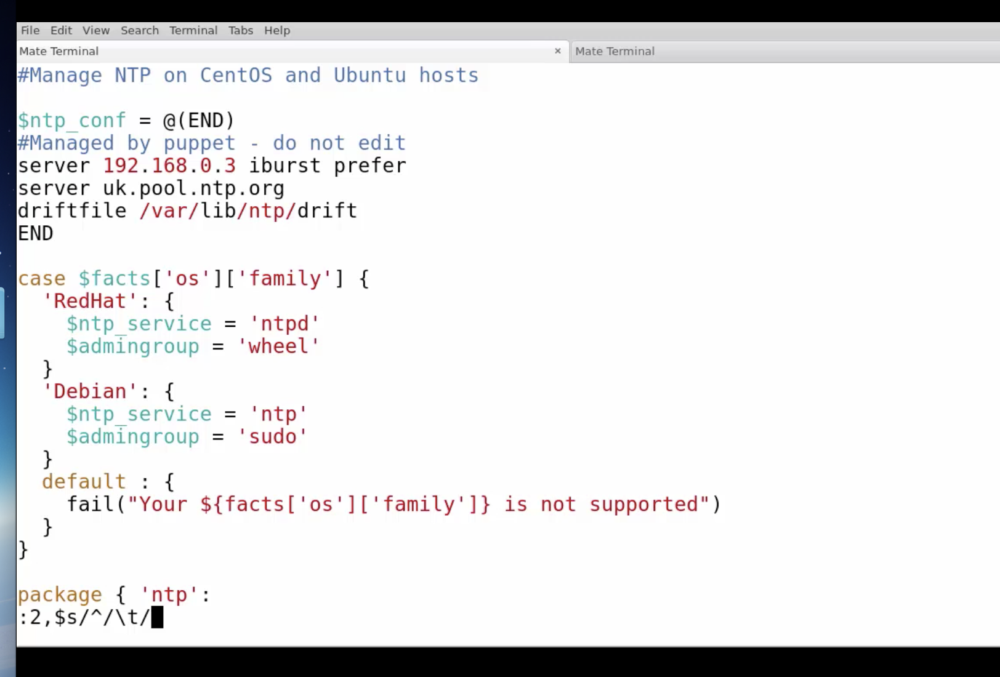 File Edit View Search Terminal Tabs Help
Mate Terminal × Mate Terminal
#Manage NTP on CentOS and Ubuntu hosts
$ntp_conf = @(END)
#Managed by puppet - do not edit
server 192.168.0.3 iburst prefer
server uk.pool.ntp.org
driftfile /var/lib/ntp/drift
END
case $facts['os']['family'] {
  'RedHat': {
    $ntp_service = 'ntpd'
    $admingroup = 'wheel'
  }
  'Debian': {
    $ntp_service = 'ntp'
    $admingroup = 'sudo'
  }
  default : {
    fail("Your ${facts['os']['family']} is not supported")
  }
}
package { 'ntp':
:2,$s/^/\t/